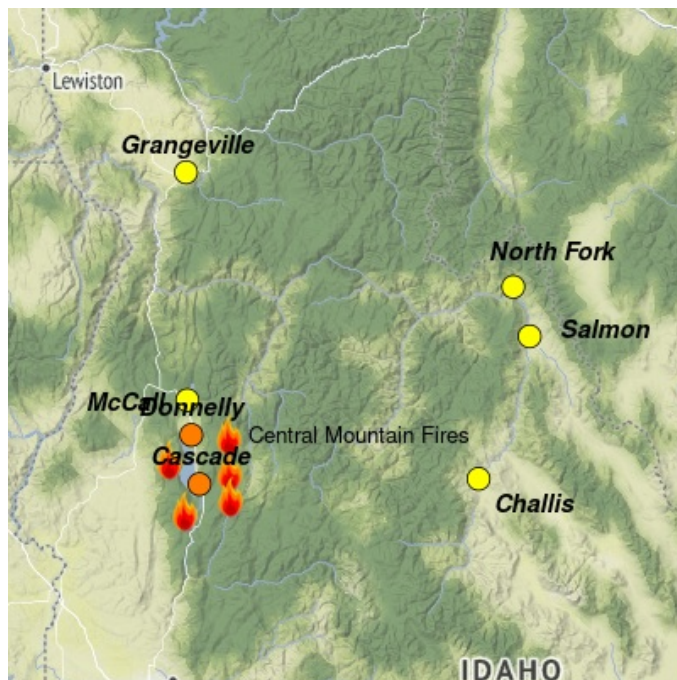 Lewiston
Grangeville
North Fork
Salmon
McCall
Donnelly
Central Mountain Fires
Cascade
Challis
IDAHO